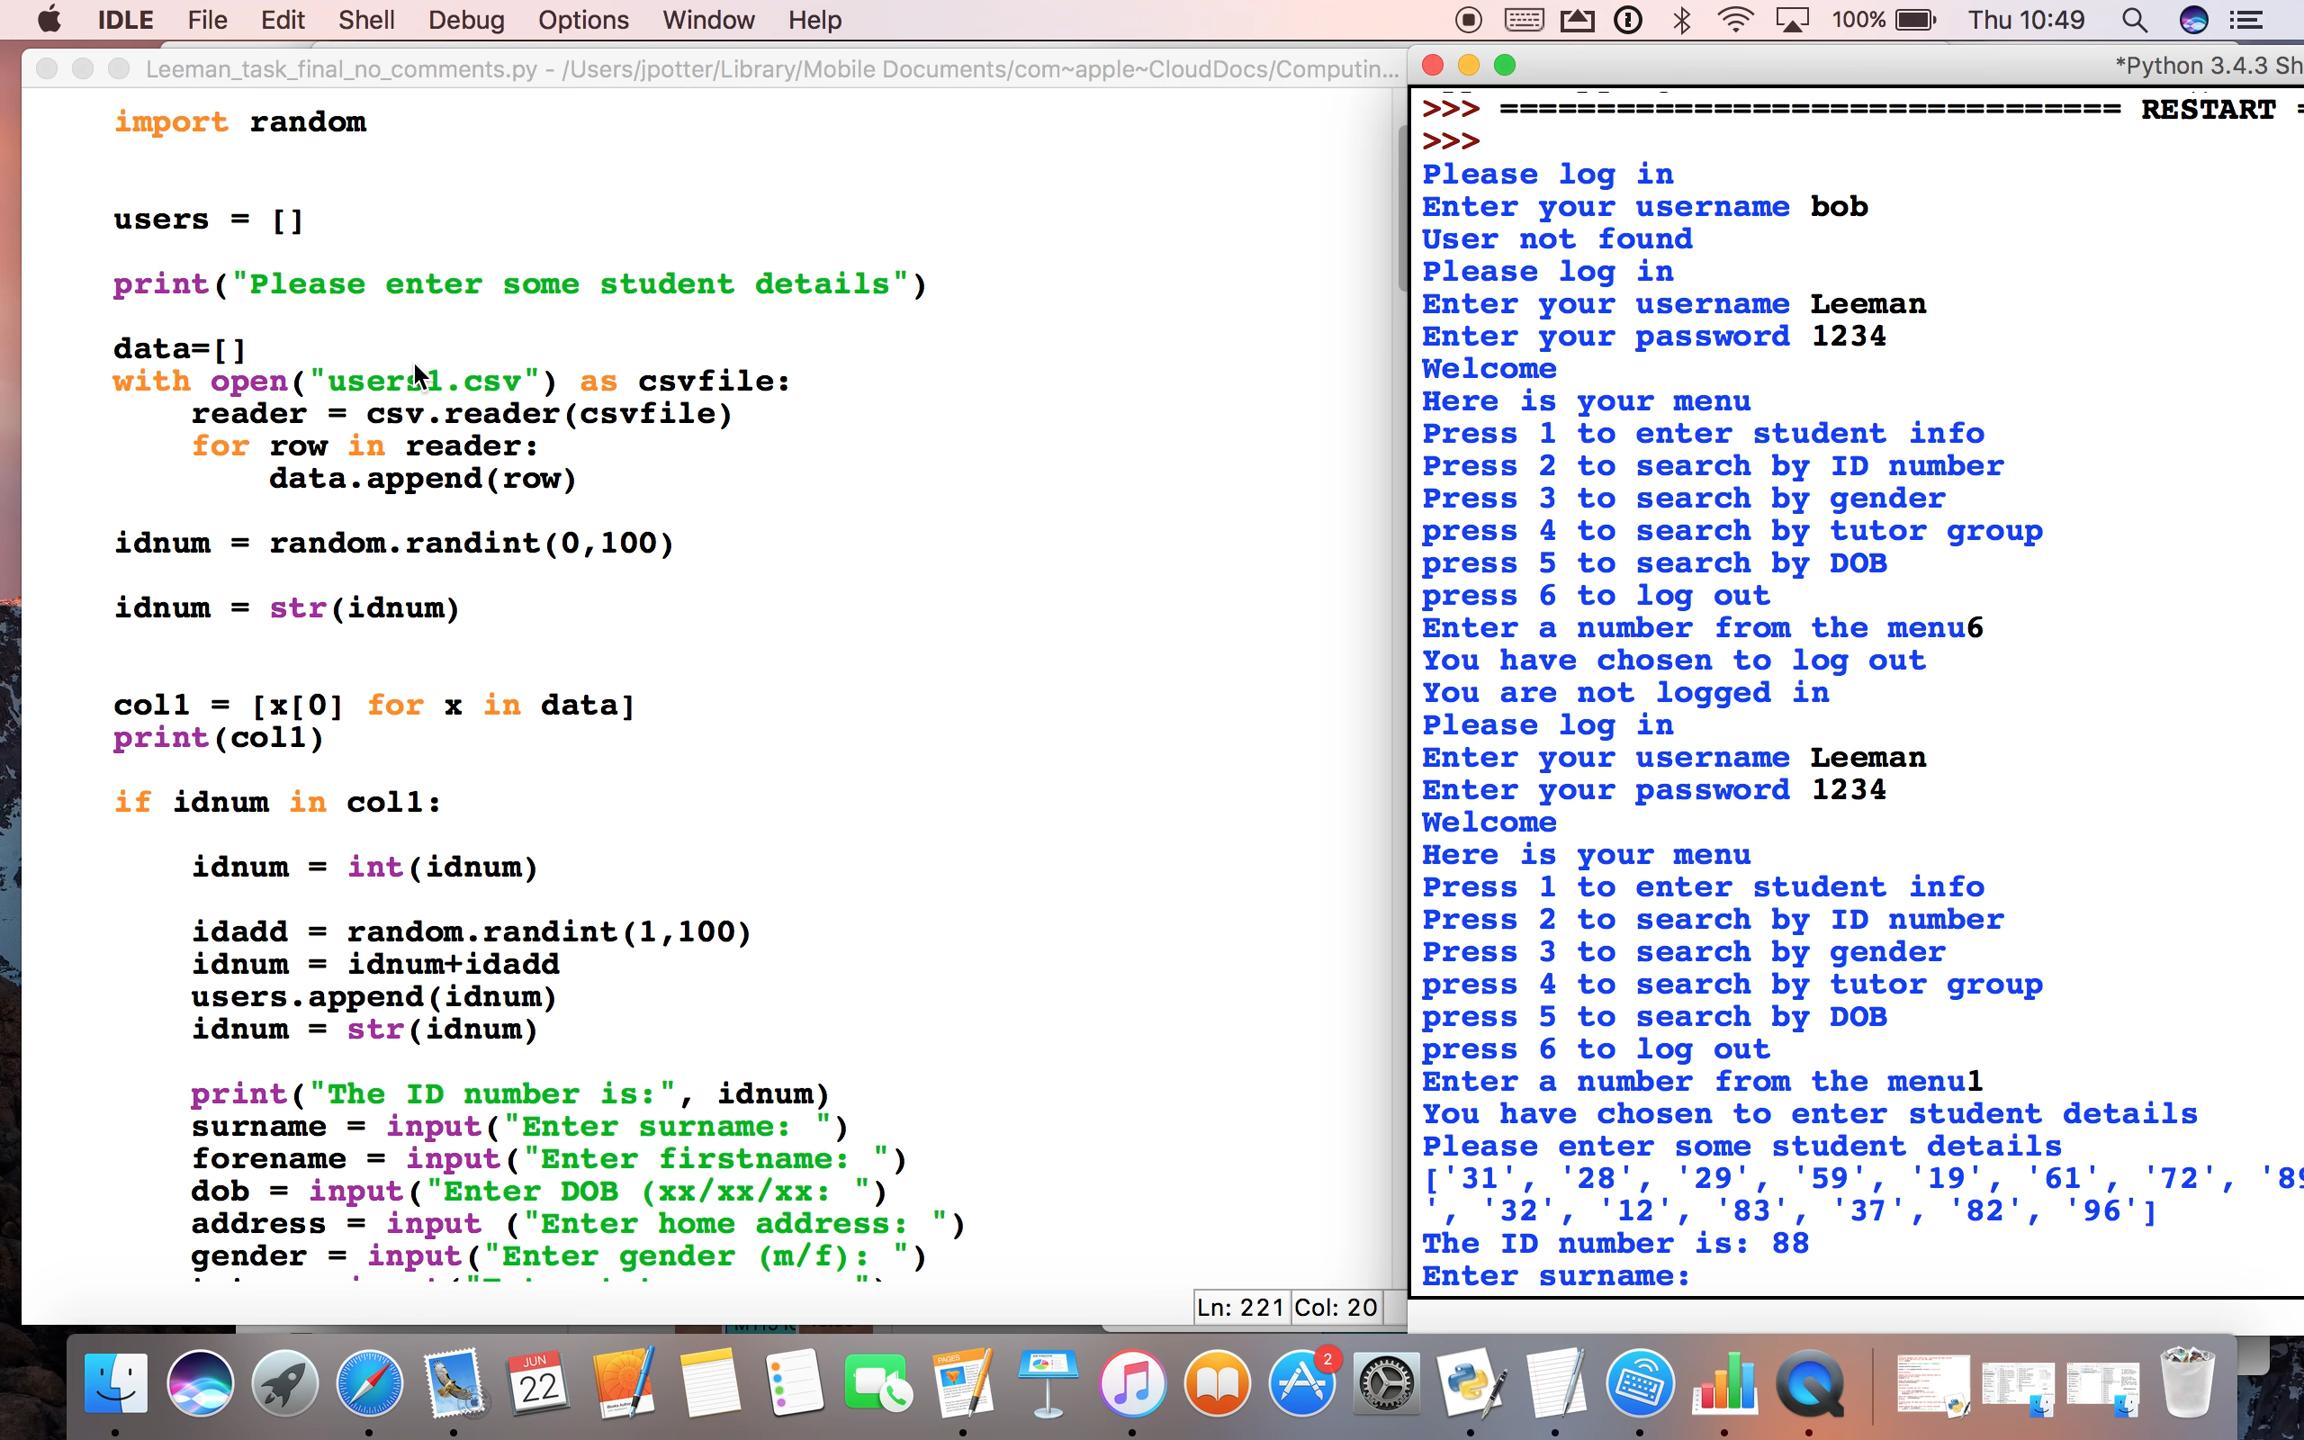 IDLE File Edit Shell Debug Options Window Help 100% Thu 10:49
Leeman_task_final_no_comments.py - /Users/jpotter/Library/Mobile Documents/com~apple~CloudDocs/Computin...
import random
users = []
print("Please enter some student details")
data=[]
with open("users1.csv") as csvfile:
reader = csv.reader(csvfile)
for row in reader:
data.append(row)
idnum = random.randint(0,100)
idnum = str(idnum)
col1 = [x[0] for x in data]
print(col1)
if idnum in col1:
idnum = int(idnum)
idadd = random.randint(1,100)
idnum = idnum+idadd
users.append(idnum)
idnum = str(idnum)
print("The ID number is:", idnum)
surname = input("Enter surname: ")
forename = input("Enter firstname: ")
dob = input("Enter DOB (xx/xx/xx: ")
address = input ("Enter home address: ")
gender = input("Enter gender (m/f): ")
Ln: 221 Col: 20
*Python 3.4.3 Sh
>>> ================================ RESTART =
>>>
Please log in
Enter your username bob
User not found
Please log in
Enter your username Leeman
Enter your password 1234
Welcome
Here is your menu
Press 1 to enter student info
Press 2 to search by ID number
Press 3 to search by gender
press 4 to search by tutor group
press 5 to search by DOB
press 6 to log out
Enter a number from the menu6
You have chosen to log out
You are not logged in
Please log in
Enter your username Leeman
Enter your password 1234
Welcome
Here is your menu
Press 1 to enter student info
Press 2 to search by ID number
Press 3 to search by gender
press 4 to search by tutor group
press 5 to search by DOB
press 6 to log out
Enter a number from the menu1
You have chosen to enter student details
Please enter some student details
['31', '28', '29', '59', '19', '61', '72', '89
', '32', '12', '83', '37', '82', '96']
The ID number is: 88
Enter surname:
JUN
22
PAGES
2